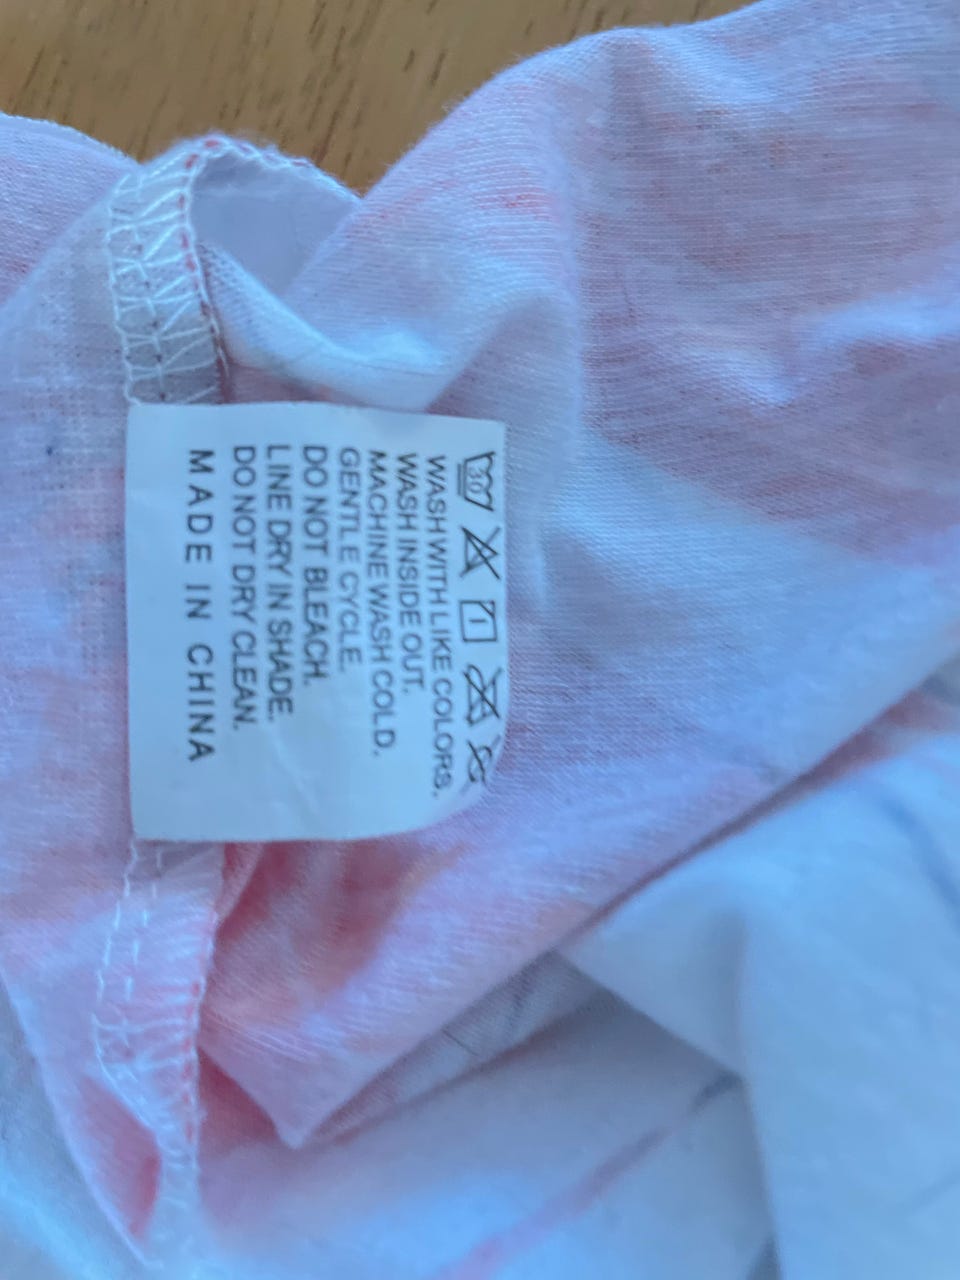 30
WASH WITH LIKE COLORS.
WASH INSIDE OUT.
MACHINE WASH COLD.
GENTLE CYCLE.
DO NOT BLEACH.
LINE DRY IN SHADE.
DO NOT DRY CLEAN.
MADE IN CHINA